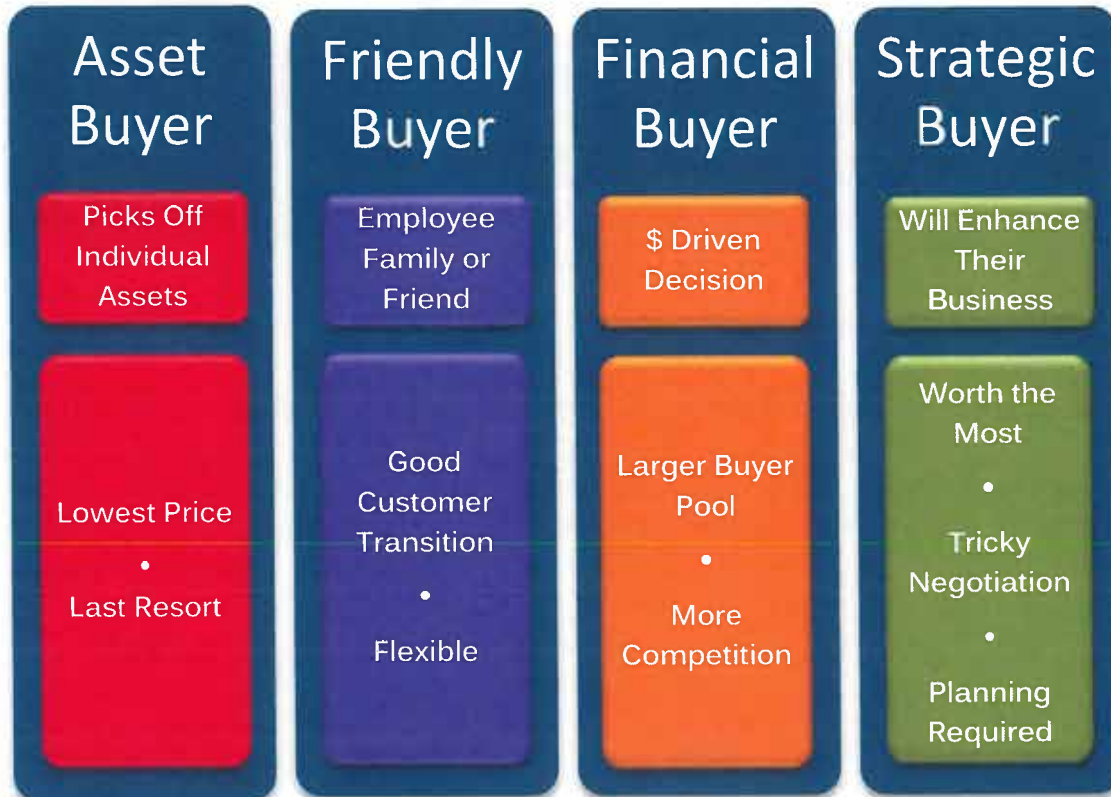 Asset
Buyer
Picks Off
Individual
Assets
Lowest Price
•
Last Resort
Friendly
Buyer
Employee
Family or
Friend
Good
Customer
Transition
•
Flexible
Financial
Buyer
$ Driven
Decision
Larger Buyer
Pool
•
More
Competition
Strategic
Buyer
Will Enhance
Their
Business
Worth the
Most
•
Tricky
Negotiation
•
Planning
Required